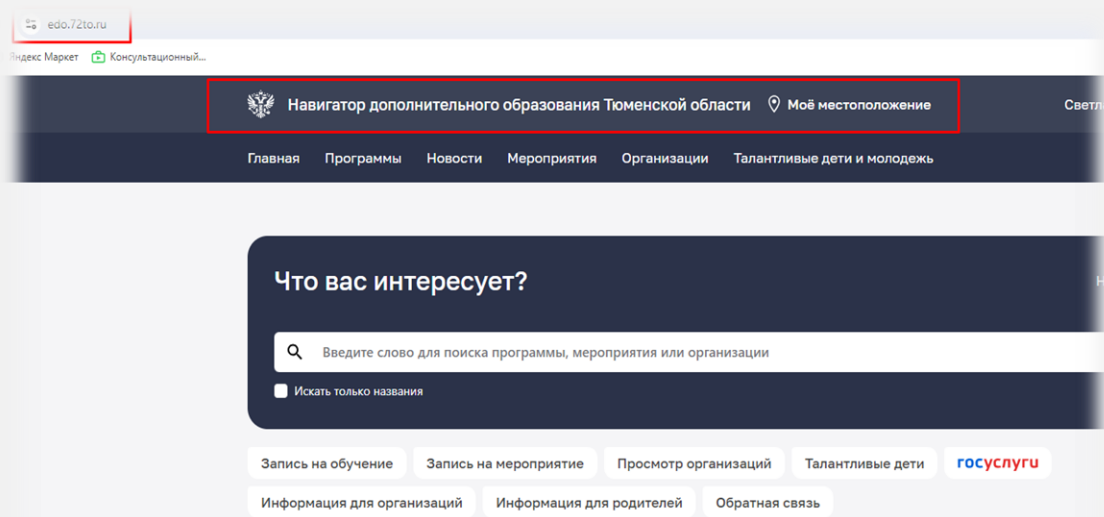 edo.72to.ru
Яндекс Маркет Консультационный...
Навигатор дополнительного образования Тюменской области Моё местоположение
Главная Программы Новости Мероприятия Организации Талантливые дети и молодежь
Что вас интересует?
Введите слово для поиска программы, мероприятия или организации
Искать только названия
Запись на обучение Запись на мероприятие Просмотр организаций Талантливые дети госуслуги
Информация для организаций Информация для родителей Обратная связь